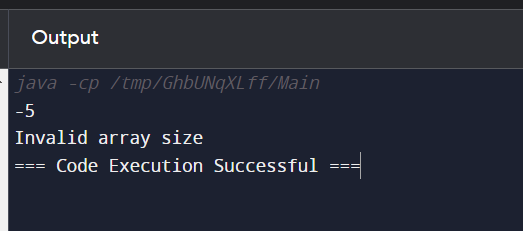 Output
java -cp /tmp/GhbUNqXLff/Main
-5
Invalid array size
=== Code Execution Successful ===